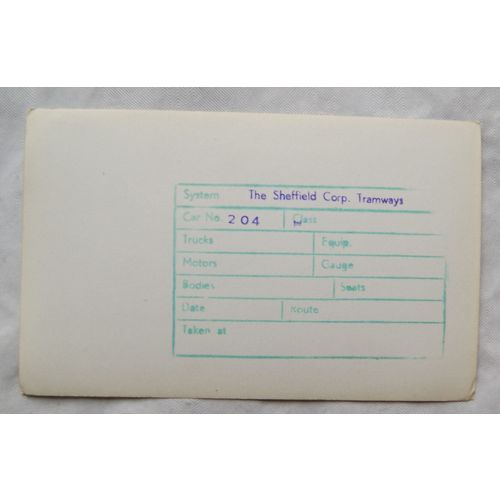 System The Sheffield Corp. Tramways
Car No. 204 Class
Trucks Equip.
Motors Gauge
Bodies Seats
Date Route
Taken at